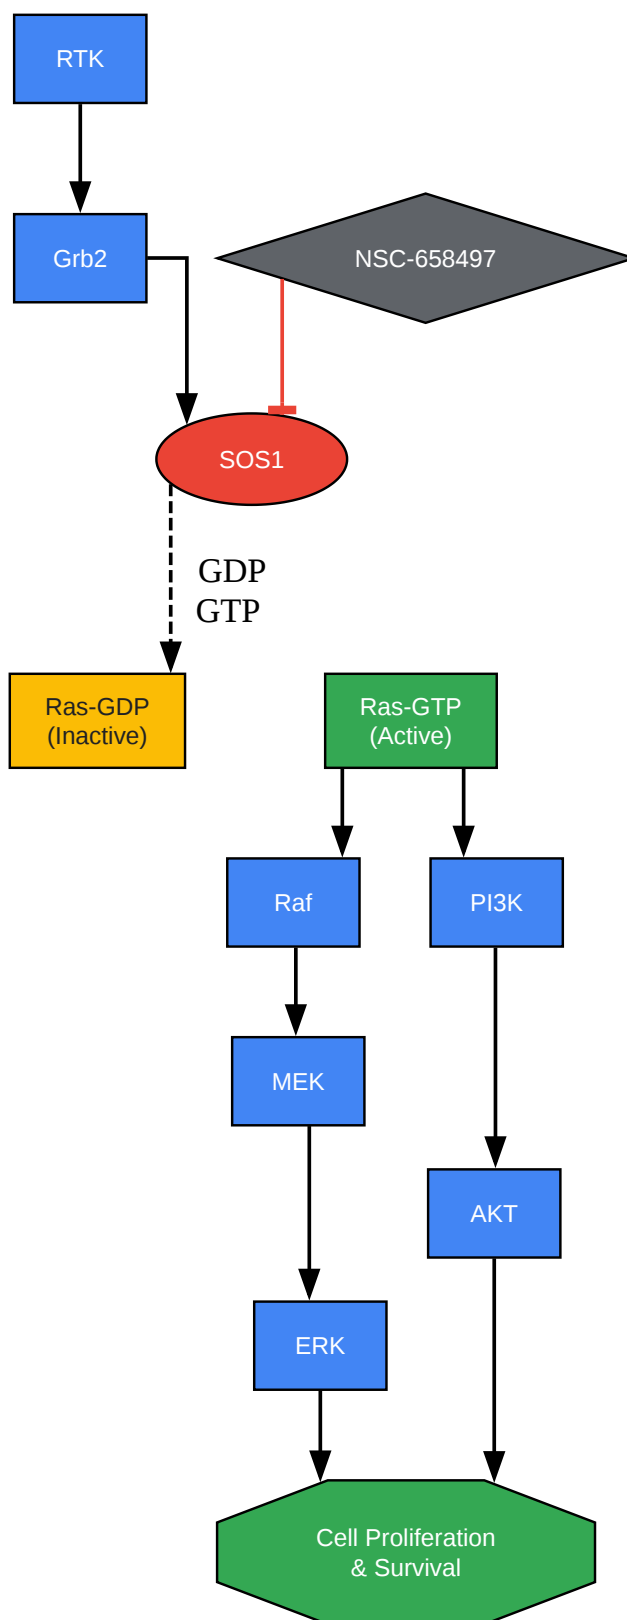 RTK
Grb2
NSC-658497
SOS1
GDP
GTP
Ras-GDP
(Inactive)
Ras-GTP
(Active)
Raf
PI3K
MEK
AKT
ERK
Cell Proliferation
& Survival